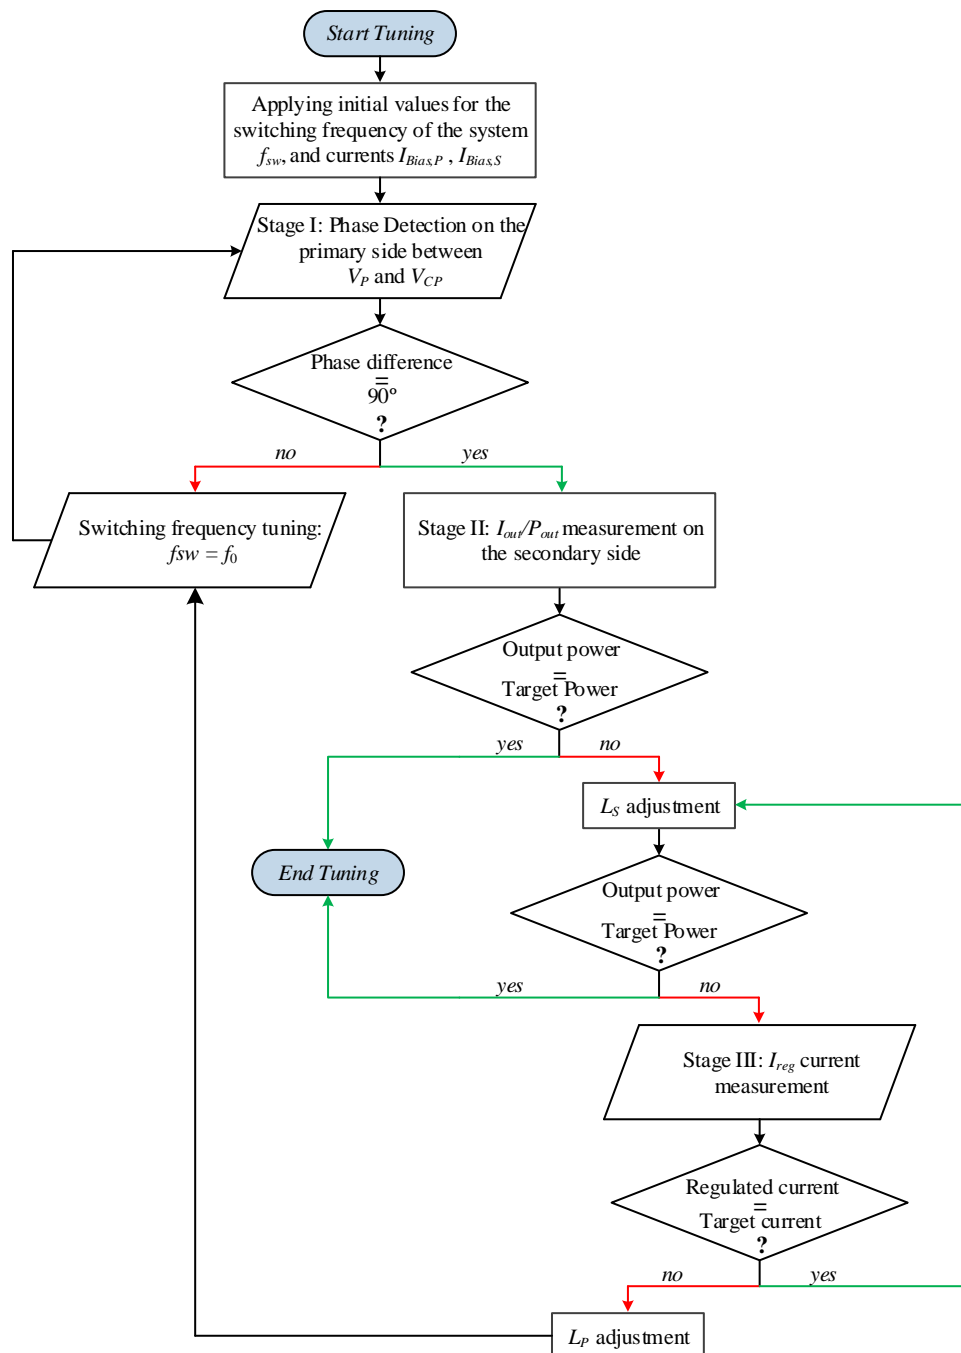 Start Tuning
Applying initial values for the
switching frequency of the system
fsw, and currents IBias,P , IBias,S
Stage I: Phase Detection on the
primary side between
VP and VCP
Phase difference
=
90º
?
no
yes
Switching frequency tuning:
fsw = f0
Stage II: Iout/Pout measurement on
the secondary side
Output power
=
Target Power
?
yes
no
LS adjustment
End Tuning
Output power
=
Target Power
?
yes
no
Stage III: Ireg current
measurement
Regulated current
=
Target current
?
no
yes
LP adjustment